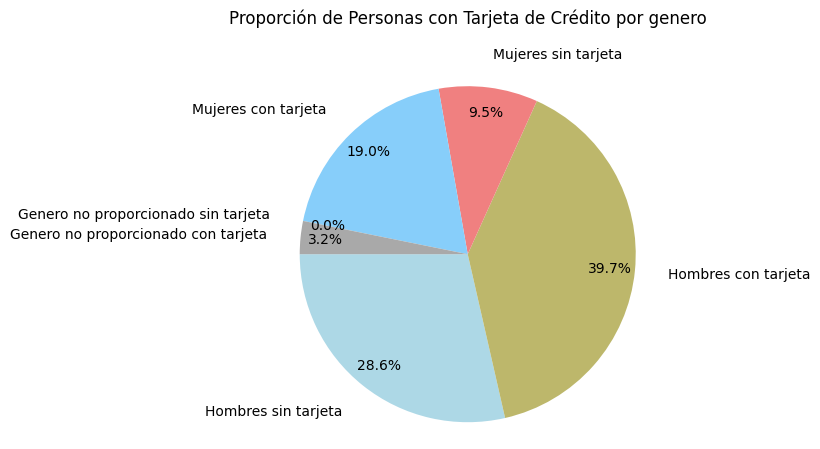 Proporción de Personas con Tarjeta de Crédito por genero
Mujeres sin tarjeta
9.5%
Mujeres con tarjeta
19.0%
Genero no proporcionado sin tarjeta
0.0%
Genero no proporcionado con tarjeta
3.2%
Hombres con tarjeta
39.7%
Hombres sin tarjeta
28.6%